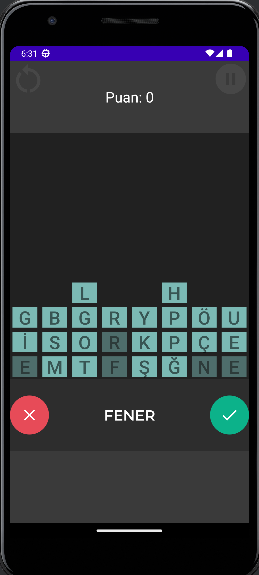 6:31
Puan: 0
L H
G B G R Y P Ö U
İ S O R K P Ç E
E M T F Ş Ğ N E
FENER